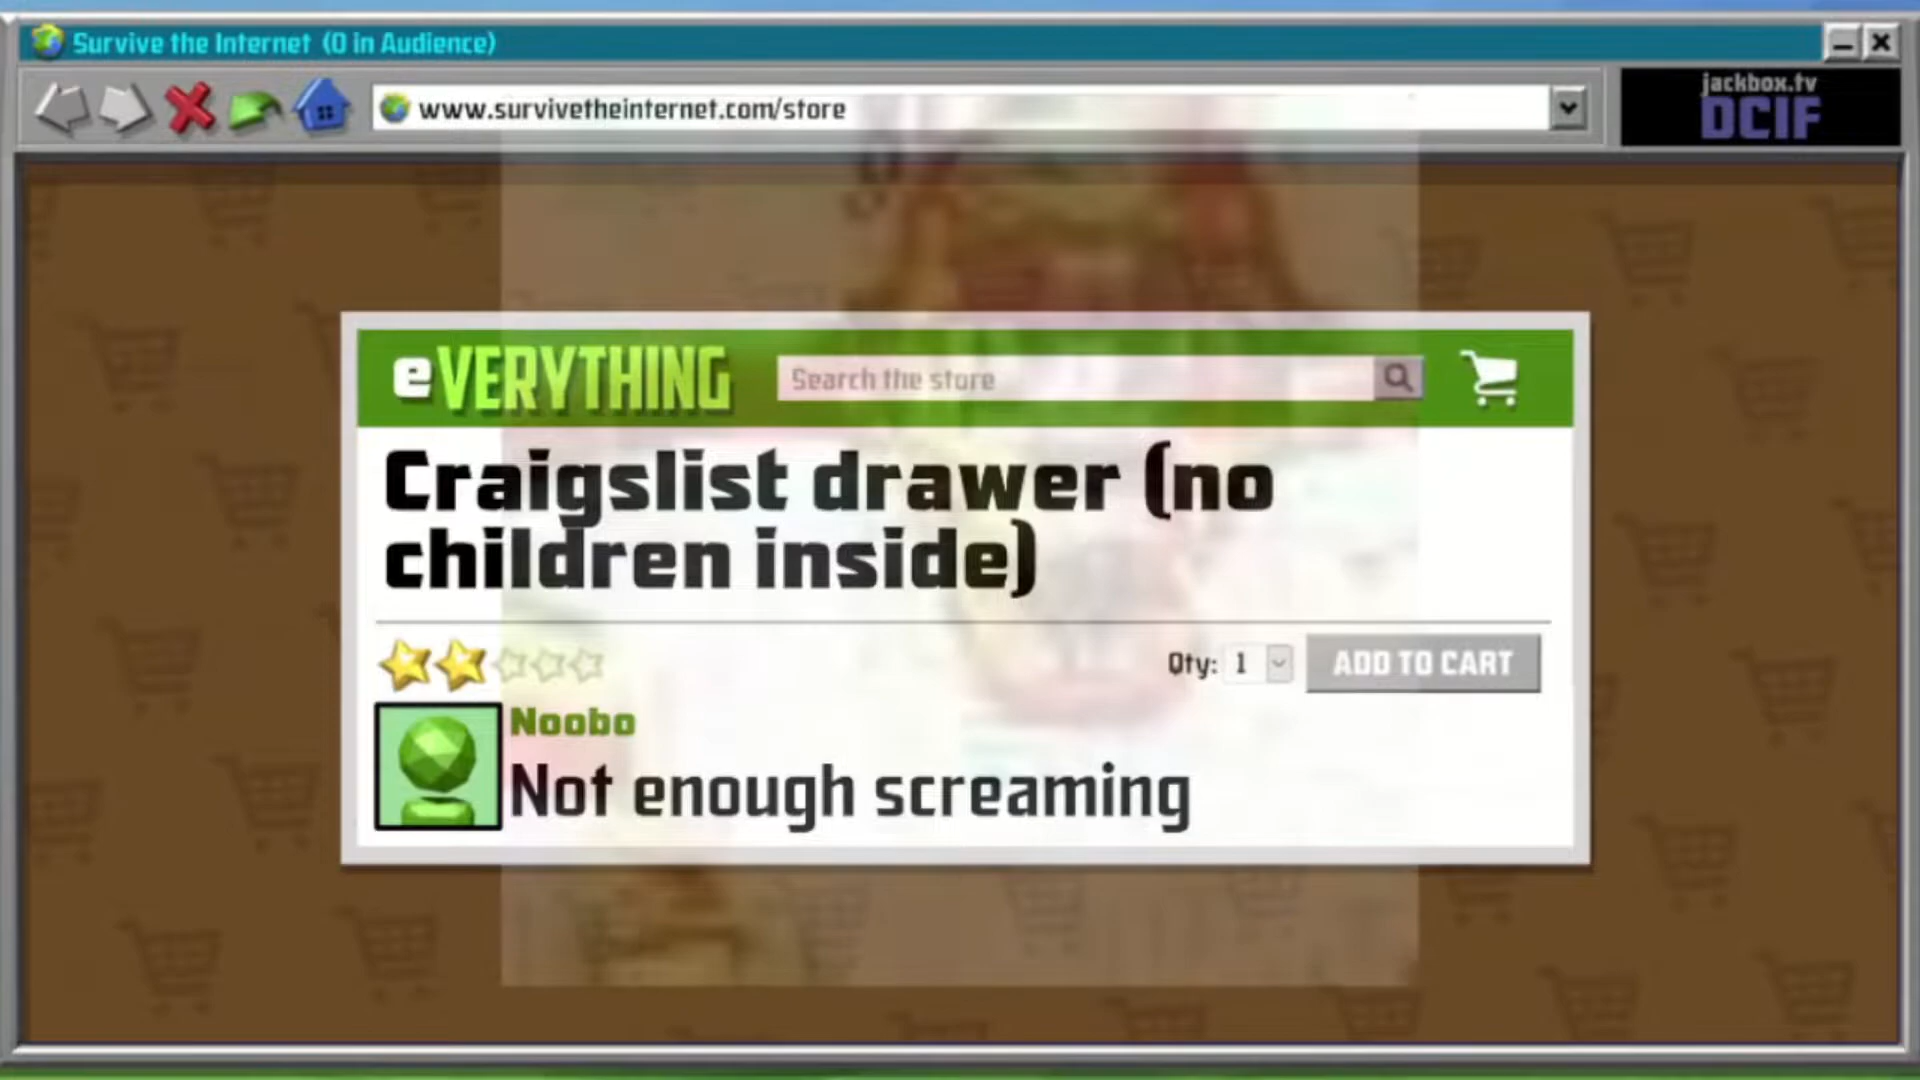 Survive the Internet (0 in Audience)
www.survivetheinternet.com/store
jackbox.tv
DCIF
eVERYTHING
Search the store
Craigslist drawer (no
children inside)
Qty: 1
ADD TO CART
Noobo
Not enough screaming